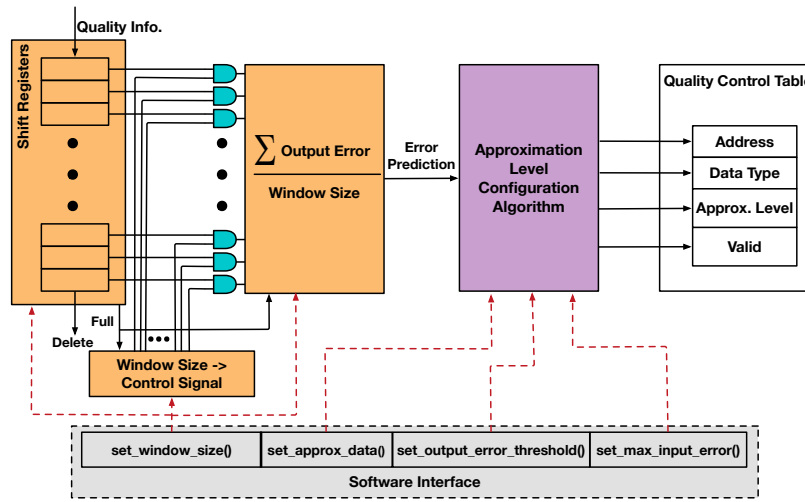 Quality Info.
Shift Registers
∑ Output Error
Window Size
Error
Prediction
Approximation
Level
Configuration
Algorithm
Quality Control Table
Address
Data Type
Approx. Level
Valid
Full
Delete
Window Size ->
Control Signal
set_window_size()
set_approx_data()
set_output_error_threshold()
set_max_input_error()
Software Interface